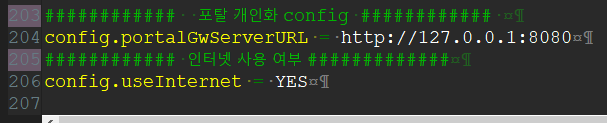 203 ############ 포탈 개인화 config ############ ¤¶
204 config.portalGwServerURL = http://127.0.0.1:8080¤¶
205 ############ 인터넷 사용 여부 #############¤¶
206 config.useInternet = YES¤¶
207